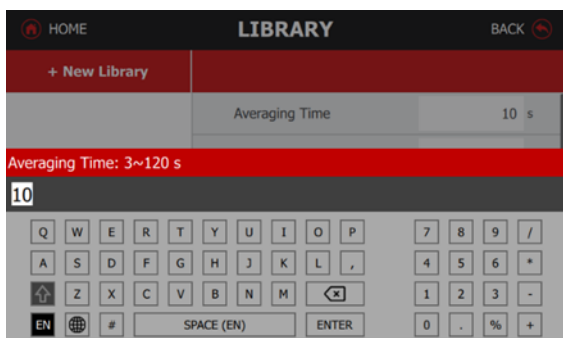 HOME LIBRARY BACK
+ New Library
Averaging Time 10 s
Averaging Time: 3~120 s
10
Q W E R T Y U I O P 7 8 9 /
A S D F G H J K L , 4 5 6 *
Z X C V B N M 1 2 3 -
EN # SPACE (EN) ENTER 0 . % +